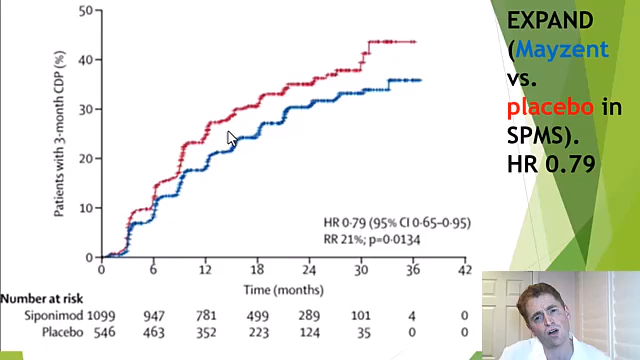 50
40
30
20
10
0
Patients with 3-month CDP (%)
HR 0·79 (95% CI 0·65–0·95)
RR 21%; p=0·0134
0 6 12 18 24 30 36 42
Time (months)
Number at risk
Siponimod 1099 947 781 499 289 101 4 0
Placebo 546 463 352 223 124 35 0 0
EXPAND
(Mayzent
vs.
placebo in
SPMS).
HR 0.79